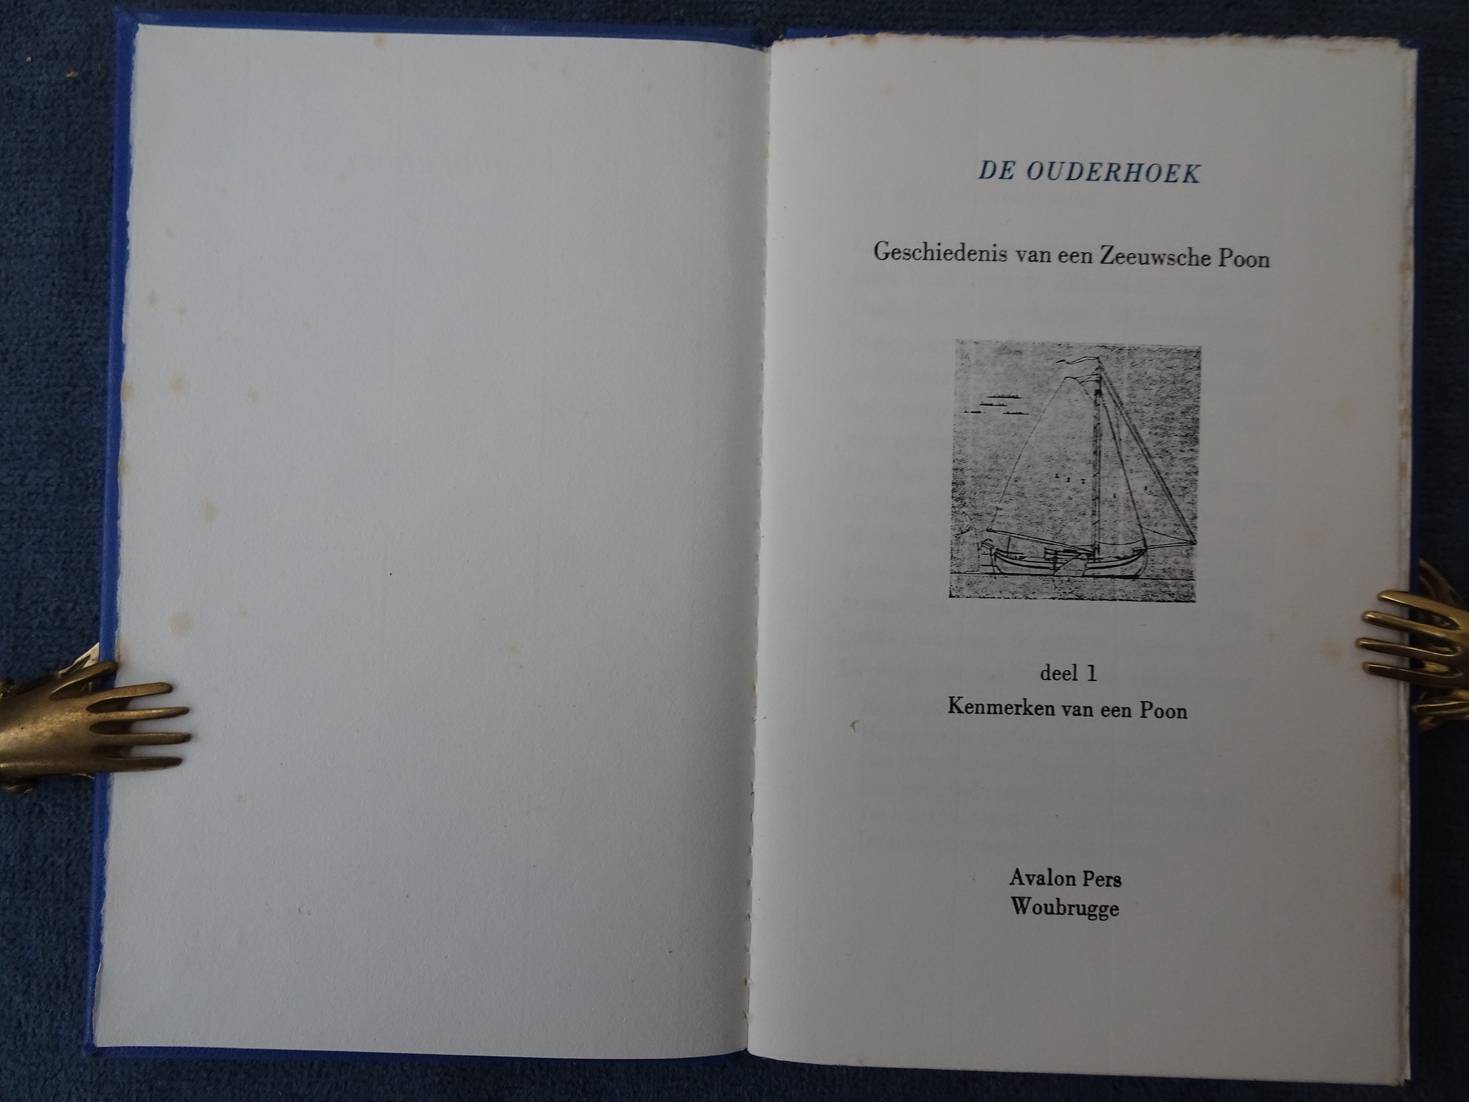 DE OUDERHOEK
Geschiedenis van een Zeeuwsche Poon
deel 1
Kenmerken van een Poon
Avalon Pers
Woubrugge